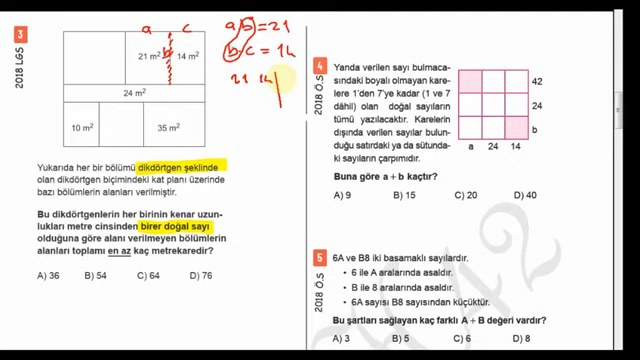 3
2018 LGS
a c
21 m²
b
14 m²
24 m²
10 m²
35 m²
a b = 21
b c = 14
21 14
Yukarıda her bir bölümü dikdörtgen şeklinde
olan dikdörtgen biçimindeki kat planı üzerinde
bazı bölümlerin alanları verilmiştir.
Bu dikdörtgenlerin her birinin kenar uzun-
lukları metre cinsinden birer doğal sayı
olduğuna göre alanı verilmeyen bölümlerin
alanları toplamı en az kaç metrekaredir?
A) 36 B) 54 C) 64 D) 76
4
2018 Ö.S
Yanda verilen sayı bulmaca-
sındaki boyalı olmayan kare-
lere 1'den 7'ye kadar (1 ve 7
dâhil) olan doğal sayıların
tümü yazılacaktır. Karelerin
dışında verilen sayılar bulun-
duğu satırdaki ya da sütunda-
ki sayıların çarpımıdır.
42
24
b
a 24 14
Buna göre a + b kaçtır?
A) 9 B) 15 C) 20 D) 40
5
2018 Ö.S
6A ve B8 iki basamaklı sayılardır.
• 6 ile A aralarında asaldır.
• B ile 8 aralarında asaldır.
• 6A sayısı B8 sayısından küçüktür.
Bu şartları sağlayan kaç farklı A + B değeri vardır?
A) 3 B) 5 C) 6 D) 8